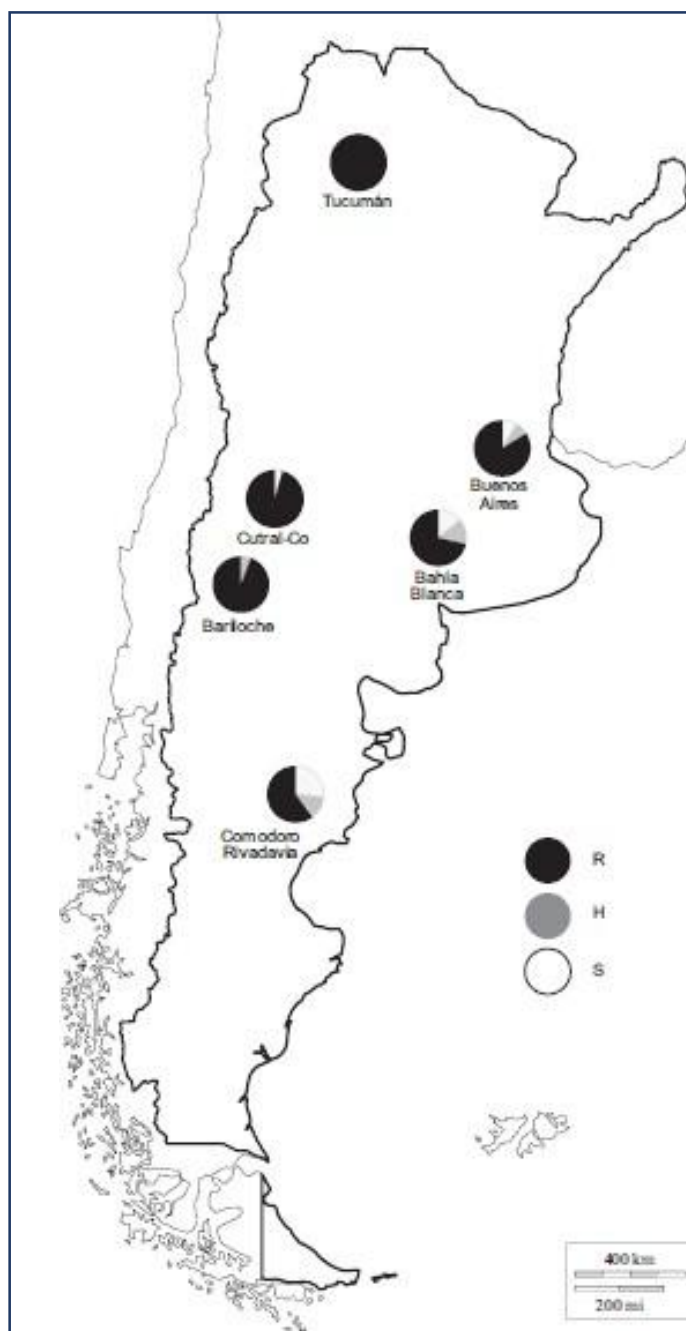 Tucumán
Buenos
Aires
Cutral-Co
Bahía
Blanca
Bariloche
Comodoro
Rivadavia
R
H
S
400 km
200 mi